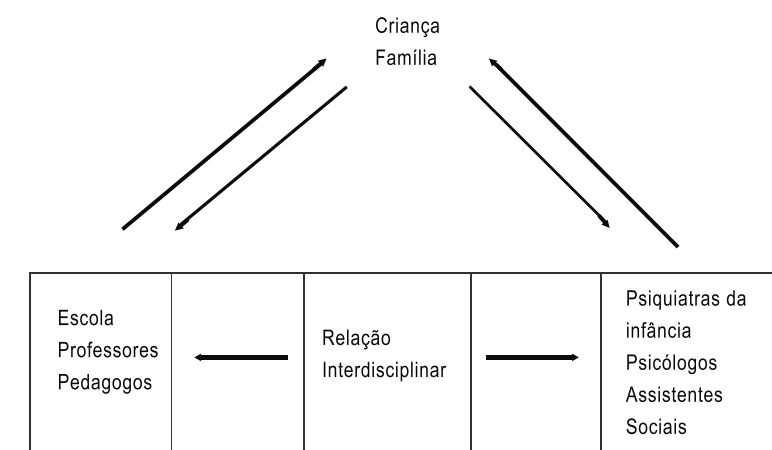 Criança
Família
Escola
Professores
Pedagogos
Relação
Interdisciplinar
Psiquiatras da
infância
Psicólogos
Assistentes
Sociais